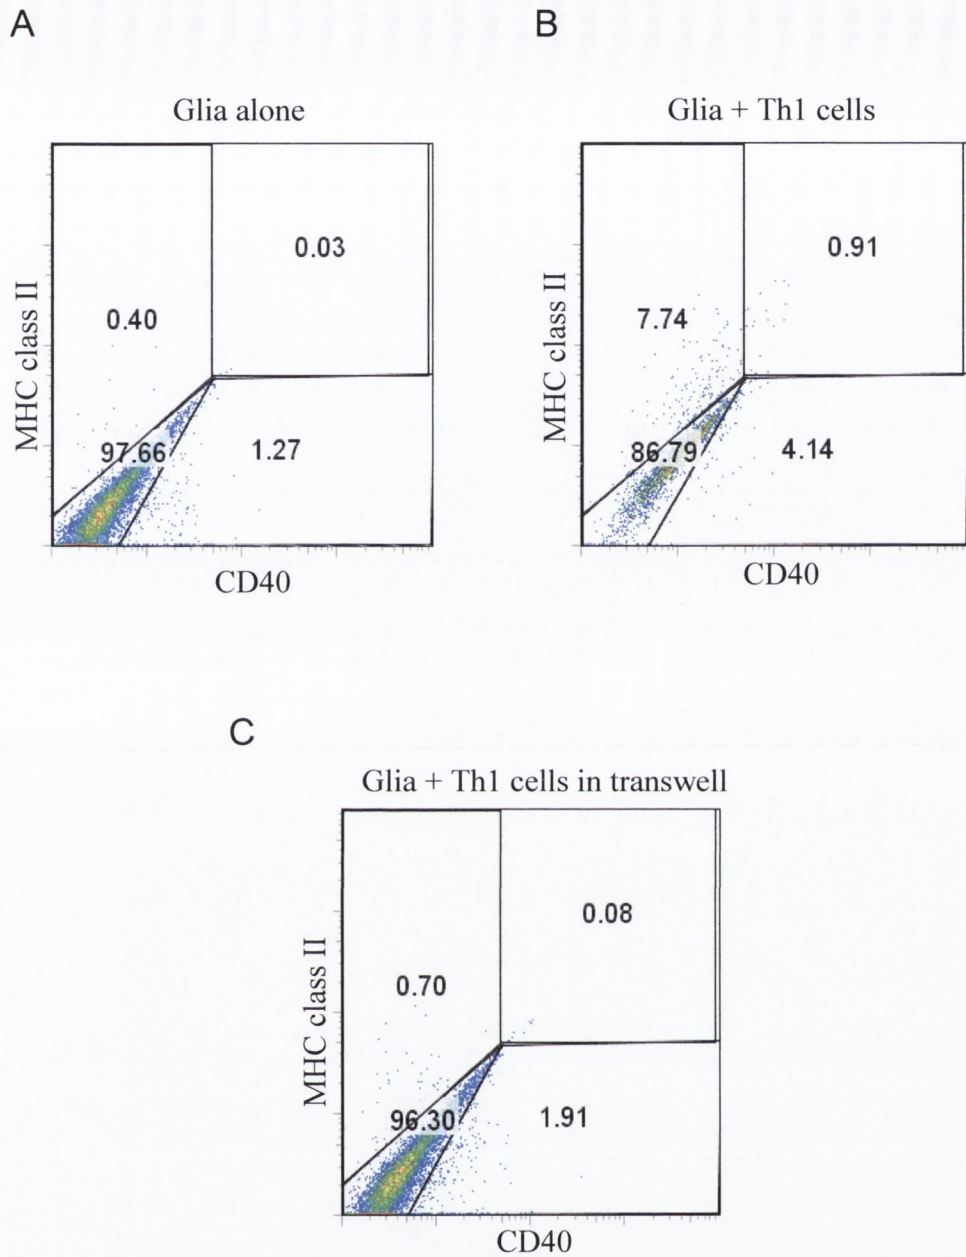 A
Glia alone
MHC class II
0.03
0.40
97.66
1.27
CD40
B
Glia + Th1 cells
MHC class II
0.91
7.74
86.79
4.14
CD40
C
Glia + Th1 cells in transwell
MHC class II
0.08
0.70
96.30
1.91
CD40